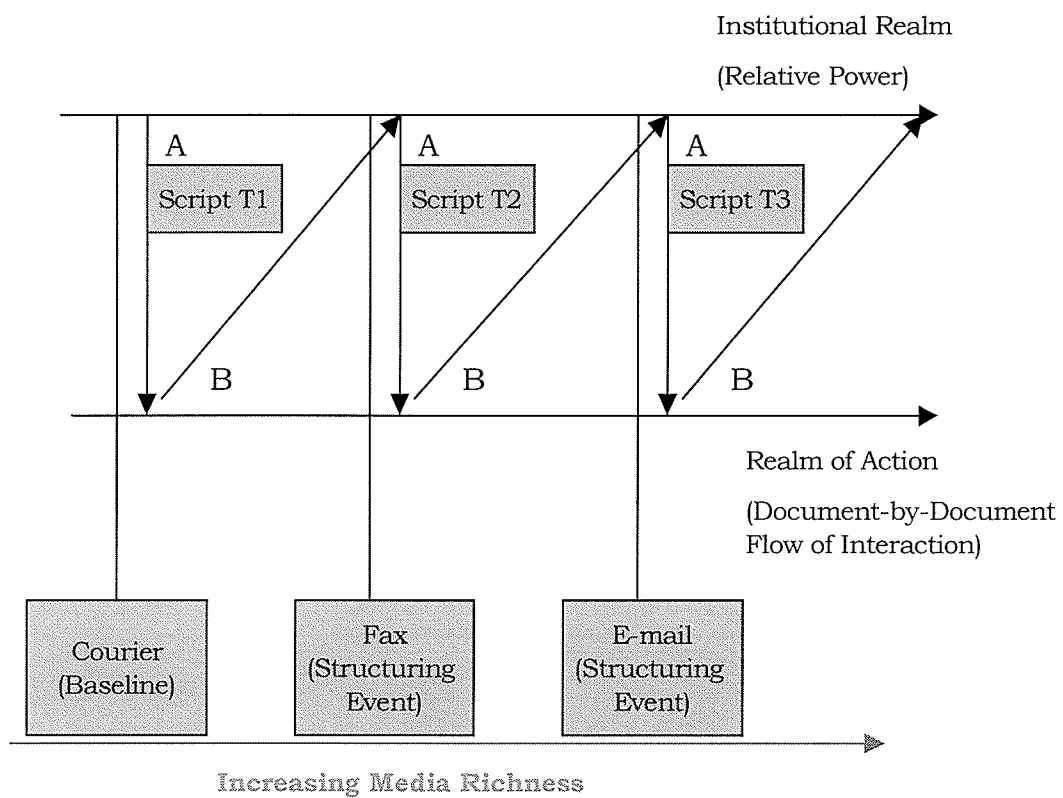 Institutional Realm
(Relative Power)
A
A
A
Script T1
Script T2
Script T3
B
B
B
Realm of Action
(Document-by-Document
Flow of Interaction)
Courier
(Baseline)
Fax
(Structuring
Event)
E-mail
(Structuring
Event)
Increasing Media Richness